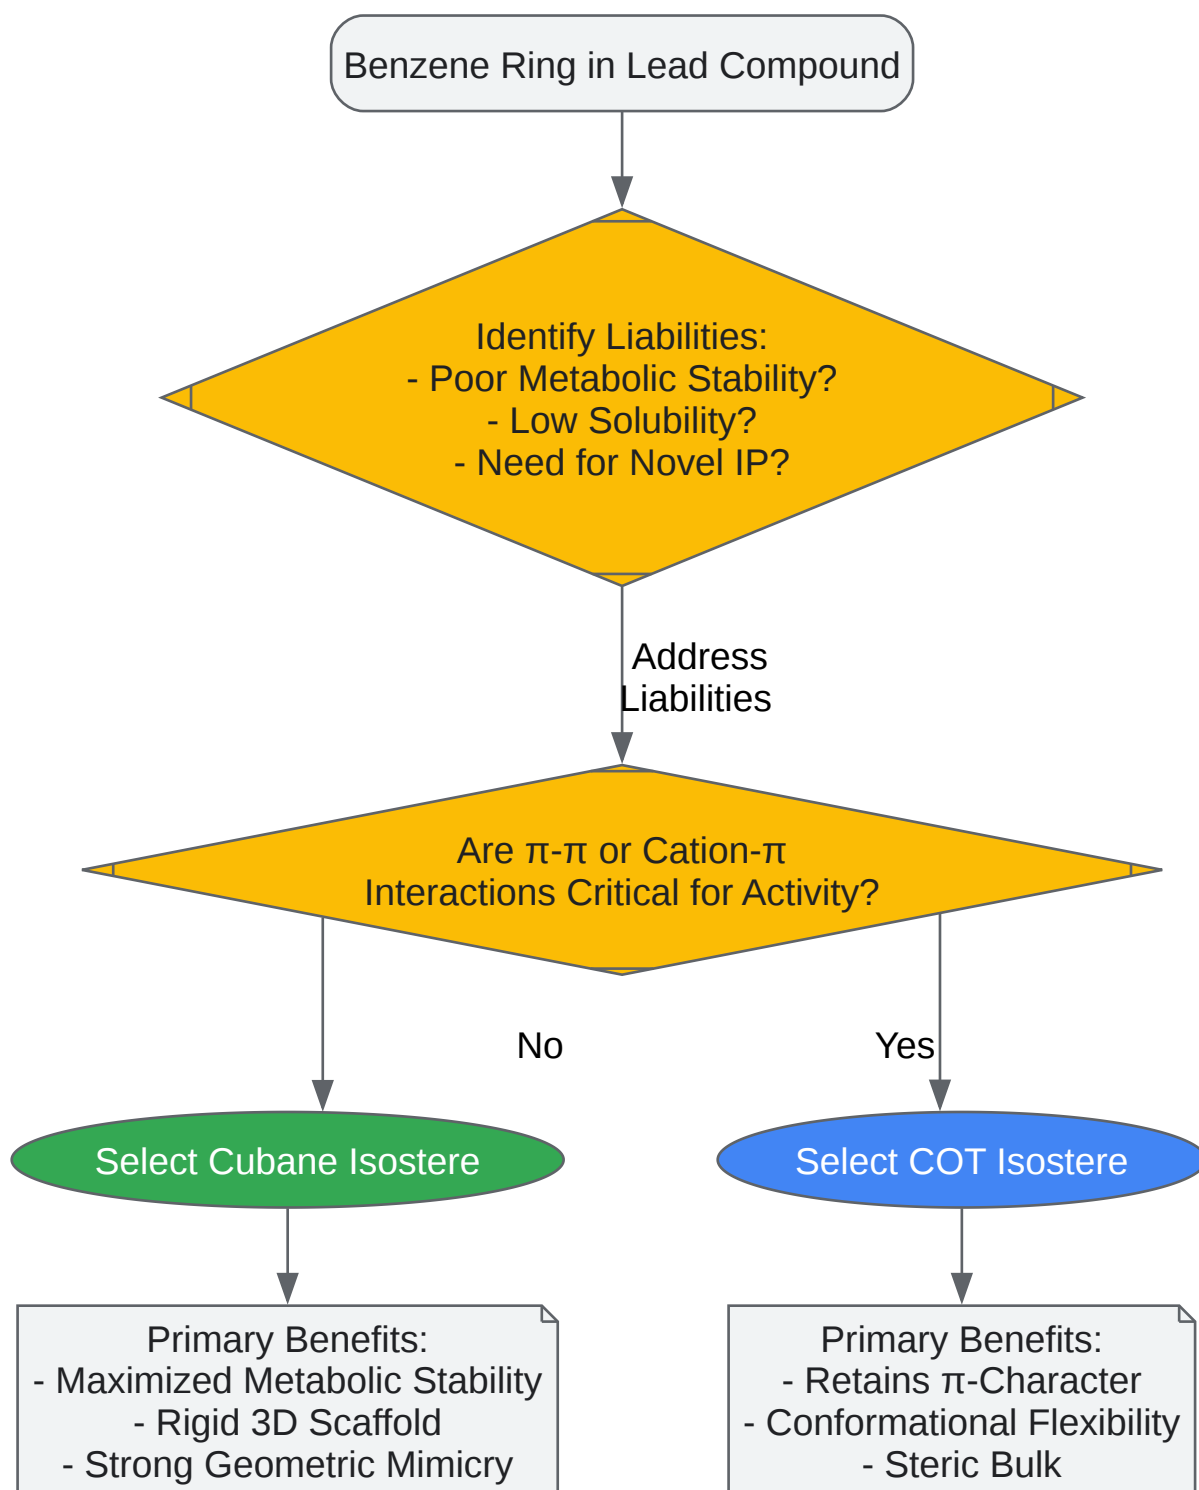 Benzene Ring in Lead Compound
Identify Liabilities:
- Poor Metabolic Stability?
- Low Solubility?
- Need for Novel IP?
Address
Liabilities
Are π-π or Cation-π
Interactions Critical for Activity?
No
Yes
Select Cubane Isostere
Select COT Isostere
Primary Benefits:
- Maximized Metabolic Stability
- Rigid 3D Scaffold
- Strong Geometric Mimicry
Primary Benefits:
- Retains π-Character
- Conformational Flexibility
- Steric Bulk